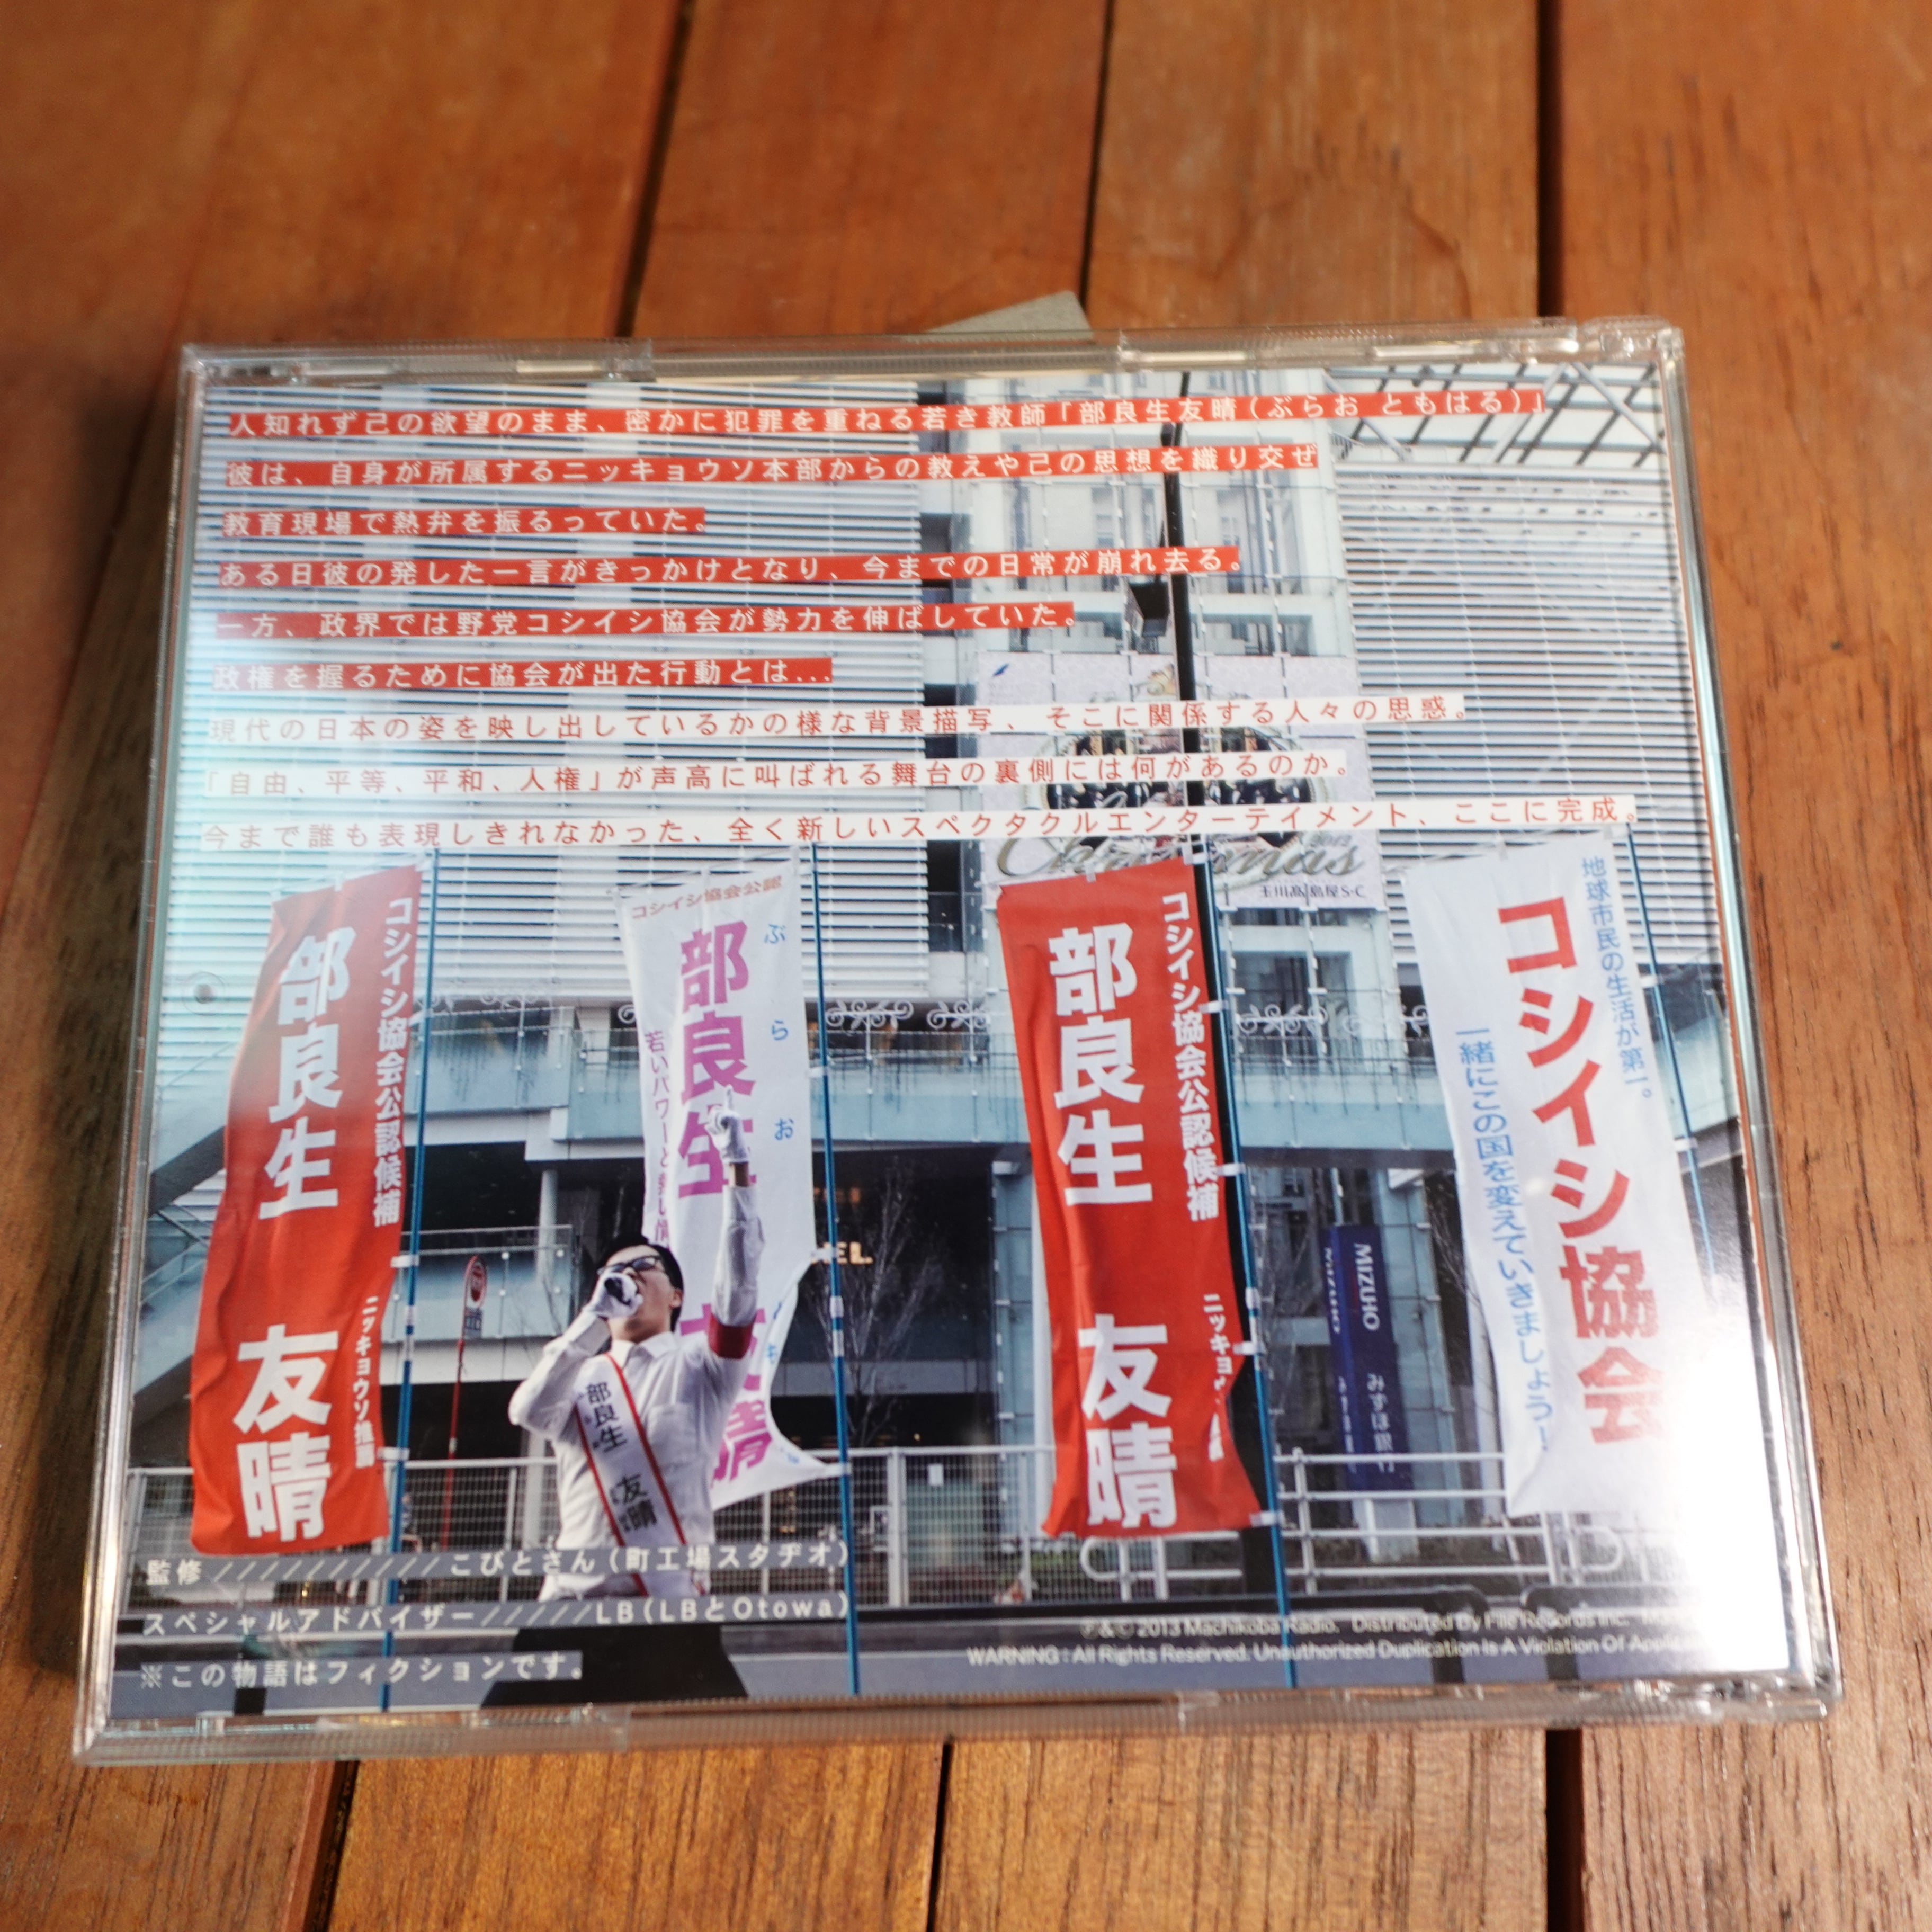 人知れず己の欲望のまま、密かに犯罪を重ねる若き教師「部良生友晴(ぶらお ともはる)」
彼は、自身が所属するニッキョウソ本部からの教えや己の思想を織り交ぜ
教育現場で熱弁を振るっていた。
ある日彼の発した一言がきっかけとなり、今までの日常が崩れ去る。
一方、政界では野党コシイシ協会が勢力を伸ばしていた。
政権を握るために協会が出た行動とは...
現代の日本の姿を映し出しているかの様な背景描写、そこに関係する人々の思惑。
「自由、平等、平和、人権」が声高に叫ばれる舞台の裏側には何があるのか。
今まで誰も表現しきれなかった、全く新しいスペクタクルエンターテイメント、ここに完成。
Christmas
玉川髙島屋S・C
コシイシ協会公認候補
ニッキョウソ推薦
部良生 友晴
コシイシ協会公認
ぶらお
部良生
晴
若いパワーと
コシイシ協会公認候補
ニッキョウ
部良生 友晴
地球市民の生活が第一。
コシイシ協会
一緒にこの国を変えていきましょう!
MIZUHO
みずほ銀行
部良生 友晴
監修///////////こびとさん(町工場スタヂオ)
スペシャルアドバイザー/////LB(LBとOtowa)
※この物語はフィクションです。
Ⓟ&Ⓒ2013 Machikoba Radio. Distributed By File Records Inc.
WARNING : All Rights Reserved. Unauthorized Duplication Is A Violation Of